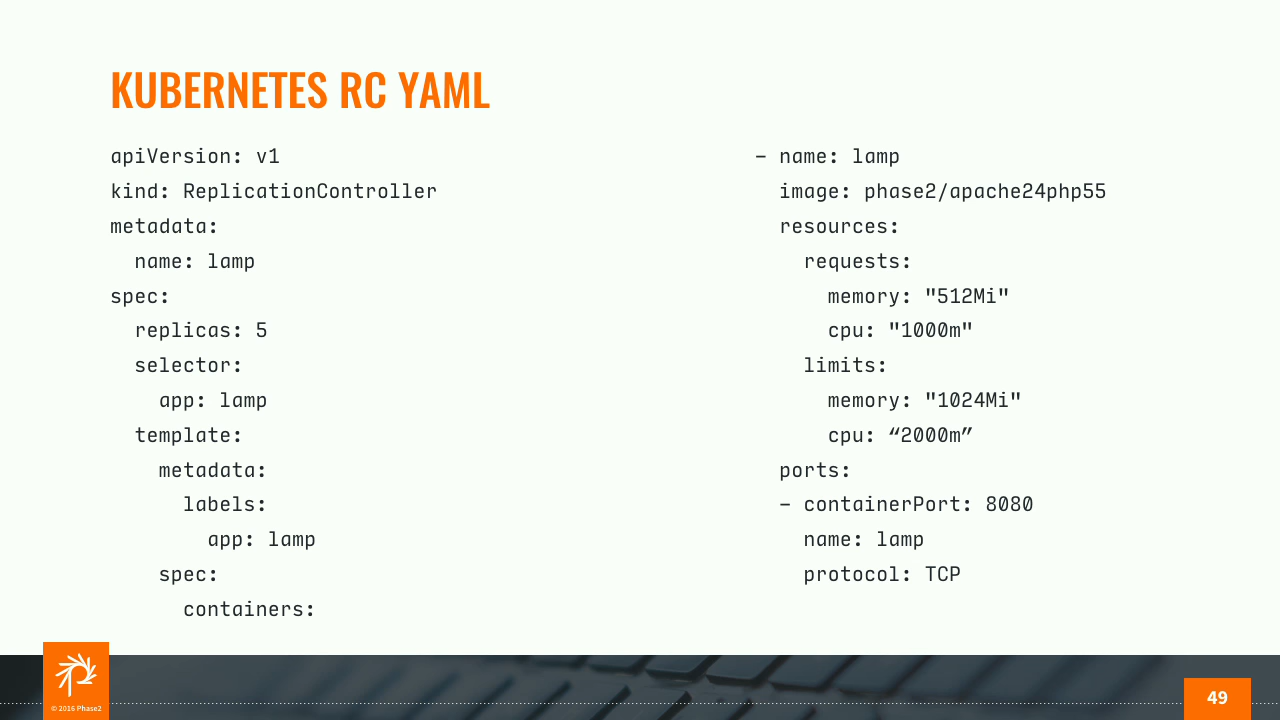 KUBERNETES RC YAML
apiVersion: v1
kind: ReplicationController
metadata:
  name: lamp
spec:
  replicas: 5
  selector:
    app: lamp
  template:
    metadata:
      labels:
        app: lamp
    spec:
      containers:
- name: lamp
  image: phase2/apache24php55
  resources:
    requests:
      memory: "512Mi"
      cpu: "1000m"
    limits:
      memory: "1024Mi"
      cpu: “2000m”
  ports:
  - containerPort: 8080
    name: lamp
    protocol: TCP
© 2016 Phase2
49